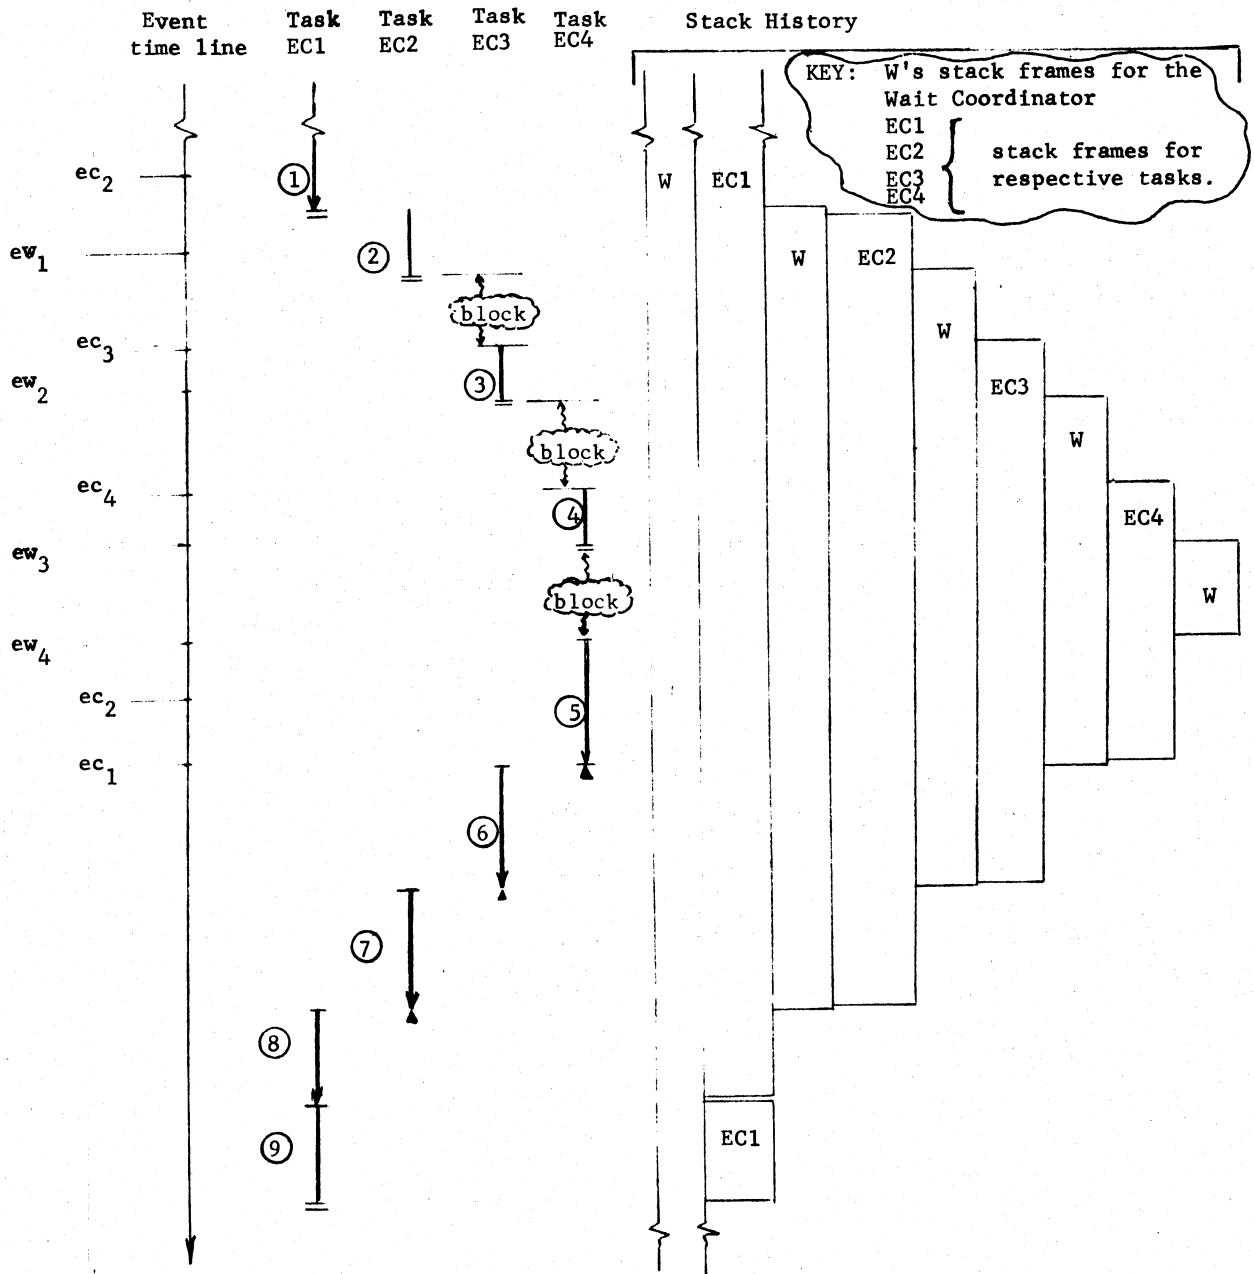 Event time line
Task EC1
Task EC2
Task EC3
Task EC4
Stack History
KEY: W's stack frames for the
Wait Coordinator
EC1
EC2
EC3
EC4
stack frames for
respective tasks.
ec2
1
W
EC1
ew1
2
W
EC2
block
ec3
W
ew2
3
EC3
block
W
ec4
4
EC4
ew3
block
W
ew4
ec2
5
ec1
6
7
8
9
EC1